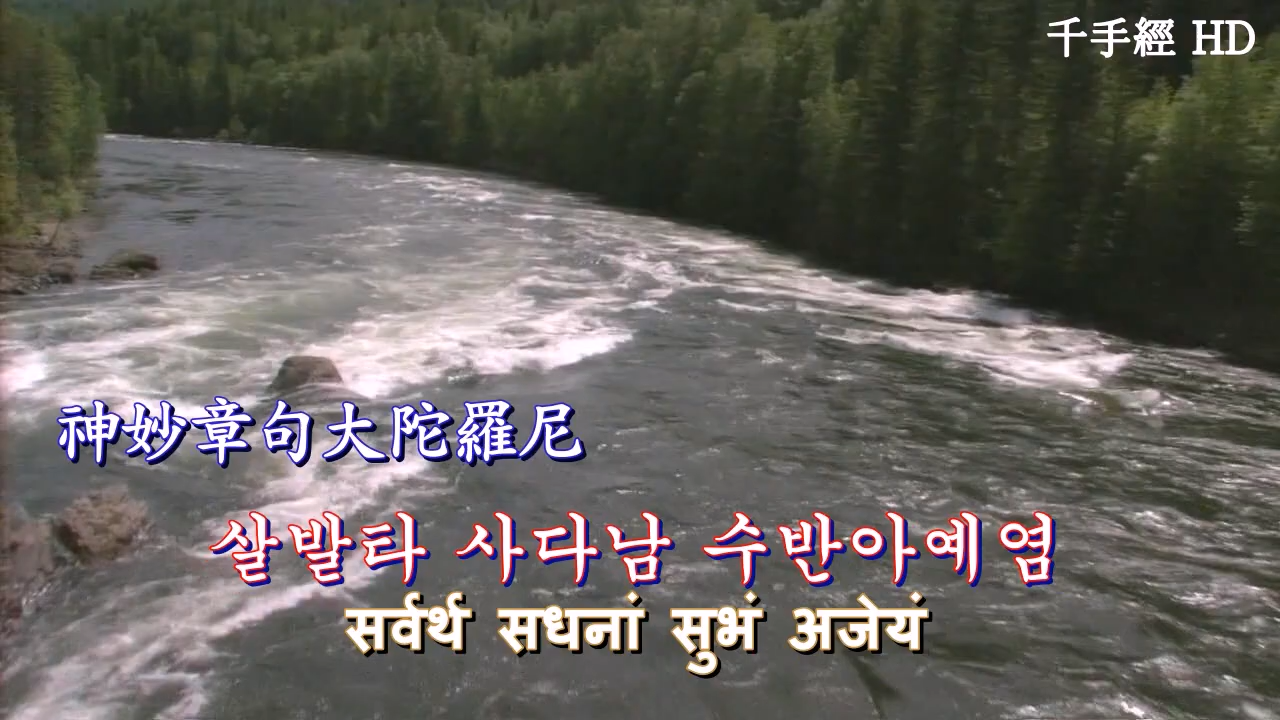 千手經 HD
神妙章句大陀羅尼
살발타 사다남 수반아예염
सर्वर्थ सधनां सुभं अजेयं